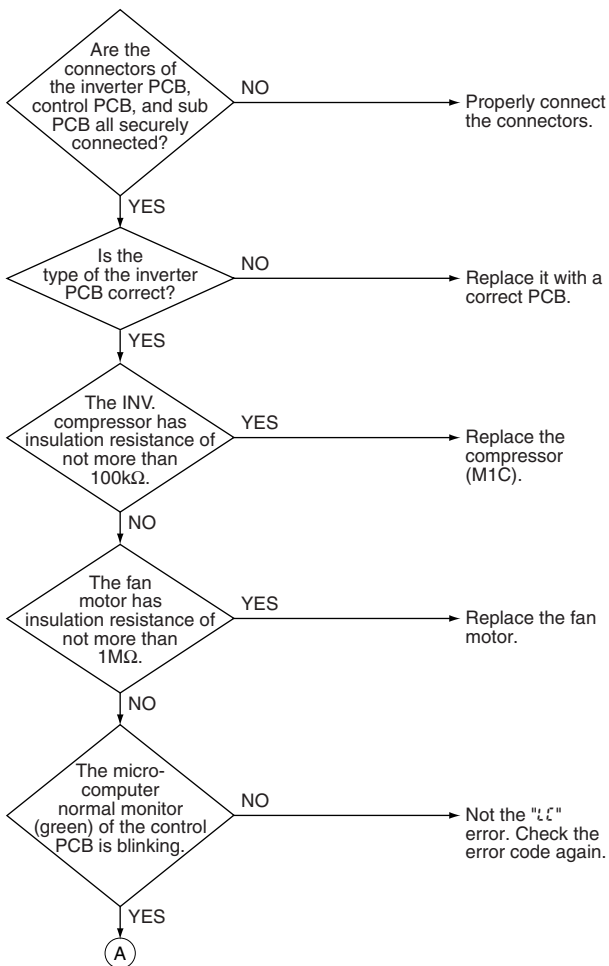 Are the
connectors of
the inverter PCB,
control PCB, and sub
PCB all securely
connected?
NO
Properly connect
the connectors.
YES
Is the
type of the inverter
PCB correct?
NO
Replace it with a
correct PCB.
YES
The INV.
compressor has
insulation resistance of
not more than
100kΩ.
YES
Replace the
compressor
(M1C).
NO
The fan
motor has
insulation resistance of
not more than
1MΩ.
YES
Replace the fan
motor.
NO
The micro-
computer
normal monitor
(green) of the control
PCB is blinking.
NO
Not the "LC"
error. Check the
error code again.
YES
A